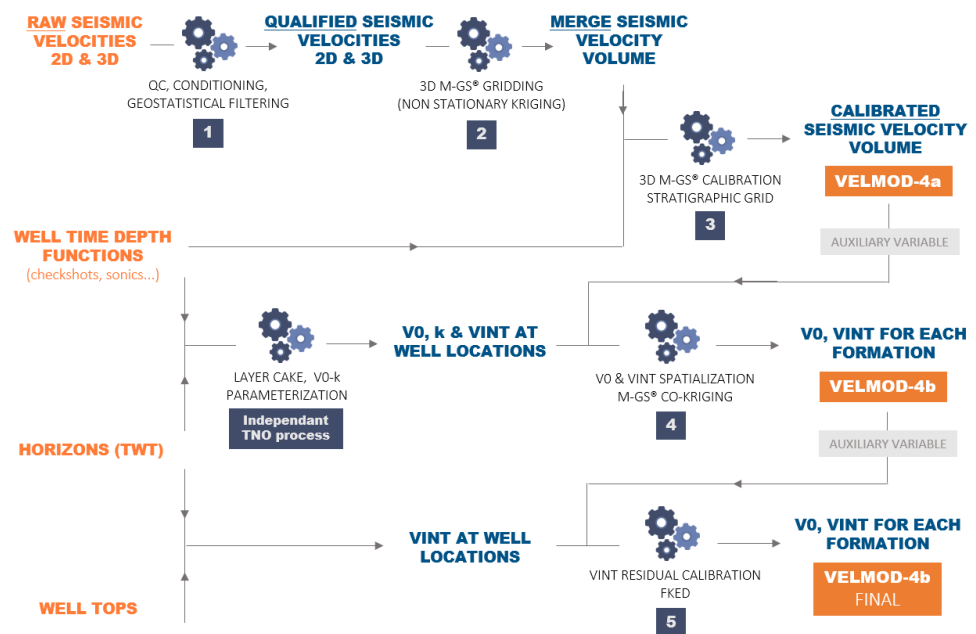 RAW SEISMIC
VELOCITIES
2D & 3D
QC, CONDITIONING,
GEOSTATISTICAL FILTERING
1
QUALIFIED SEISMIC
VELOCITIES
2D & 3D
3D M-GS® GRIDDING
(NON STATIONARY KRIGING)
2
MERGE SEISMIC
VELOCITY
VOLUME
3D M-GS® CALIBRATION
STRATIGRAPHIC GRID
3
CALIBRATED
SEISMIC VELOCITY
VOLUME
VELMOD-4a
AUXILIARY VARIABLE
WELL TIME DEPTH
FUNCTIONS
(checkshots, sonics...)
LAYER CAKE, V0-k
PARAMETERIZATION
Independant
TNO process
V0, k & VINT AT
WELL LOCATIONS
V0 & VINT SPATIALIZATION
M-GS® CO-KRIGING
4
V0, VINT FOR EACH
FORMATION
VELMOD-4b
AUXILIARY VARIABLE
HORIZONS (TWT)
VINT AT WELL
LOCATIONS
VINT RESIDUAL CALIBRATION
FKED
5
V0, VINT FOR EACH
FORMATION
VELMOD-4b
FINAL
WELL TOPS